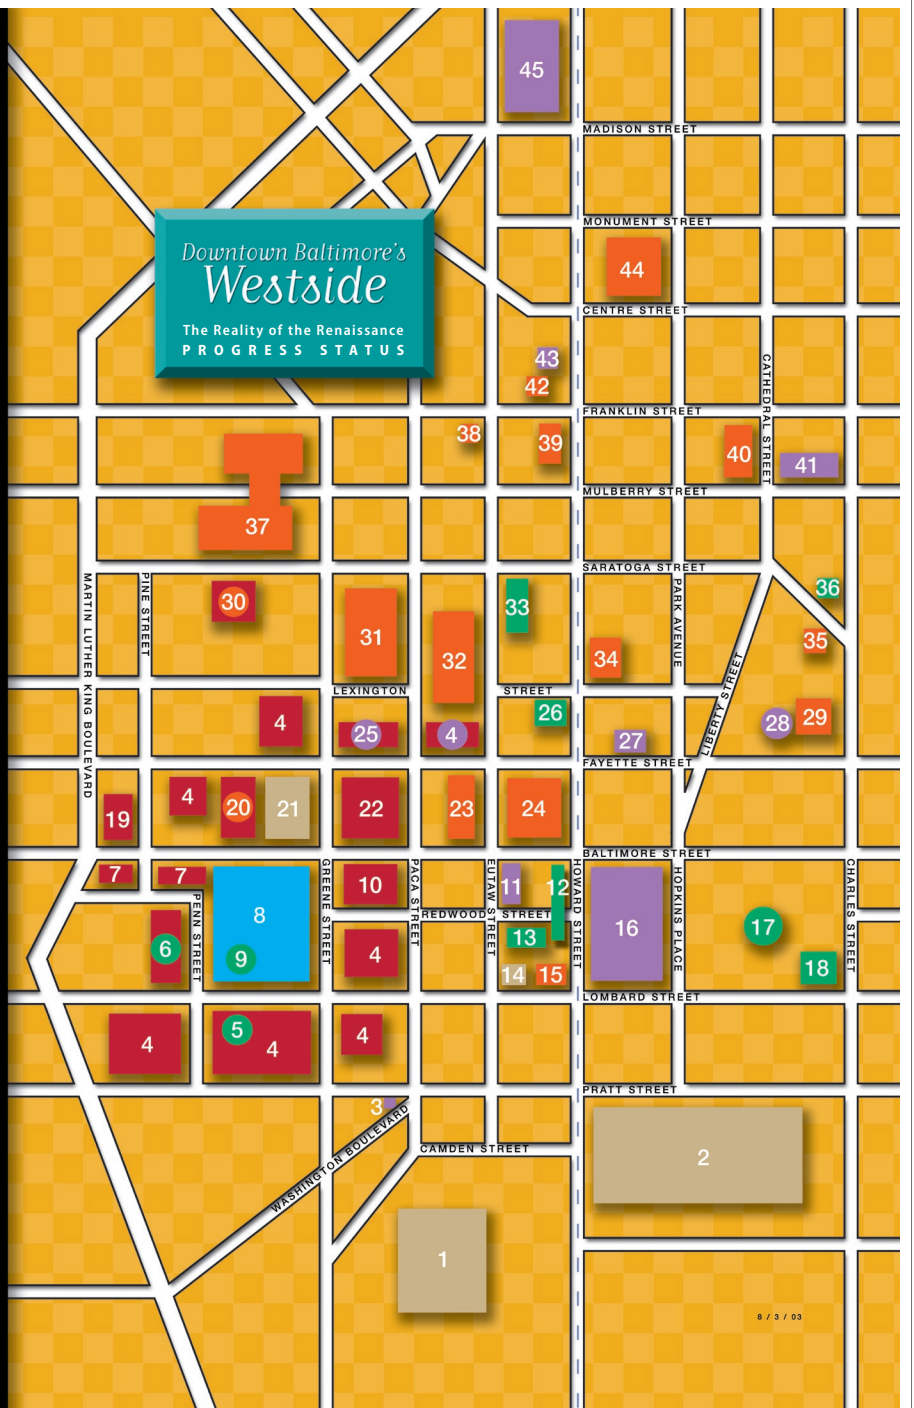 45
MADISON STREET
MONUMENT STREET
Downtown Baltimore's
Westside
The Reality of the Renaissance
PROGRESS STATUS
44
CENTRE STREET
43
42
CATHEDRAL STREET
FRANKLIN STREET
38
39
40
41
MULBERRY STREET
37
SARATOGA STREET
MARTIN LUTHER KING BOULEVARD
PINE STREET
30
31
32
33
34
PARK AVENUE
36
35
LEXINGTON STREET
LIBERTY STREET
4
25
4
26
27
28
29
FAYETTE STREET
19
4
20
21
22
23
24
BALTIMORE STREET
7
7
8
GREENE STREET
10
PACA STREET
EUTAW STREET
11
12
HOWARD STREET
16
HOPKINS PLACE
17
CHARLES STREET
PENN STREET
REDWOOD STREET
6
9
4
13
14
15
18
LOMBARD STREET
4
5
4
4
PRATT STREET
3
WASHINGTON BOULEVARD
CAMDEN STREET
2
1
8 / 3 / 03